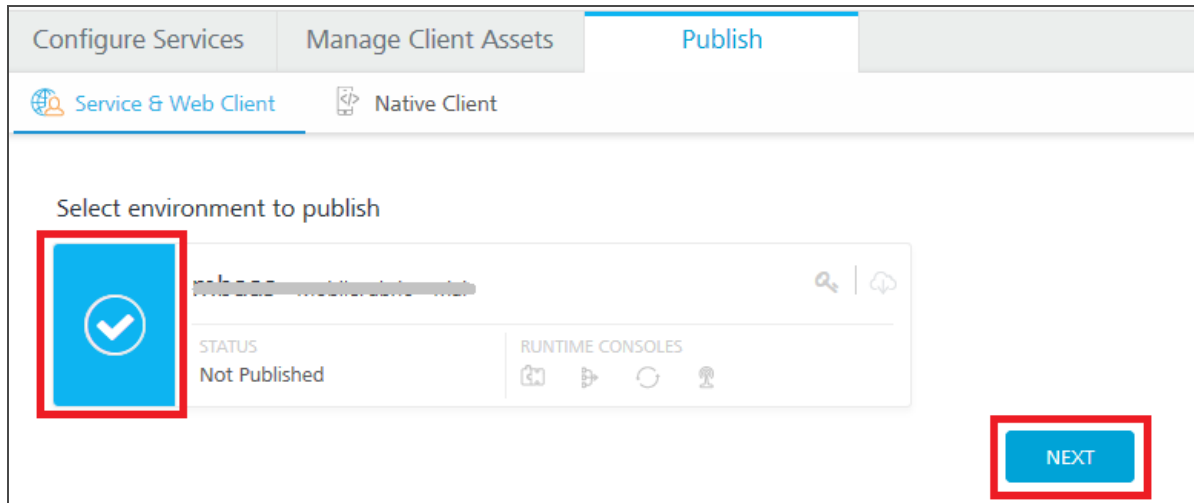 Configure Services
Manage Client Assets
Publish
Service & Web Client
Native Client
Select environment to publish
STATUS
Not Published
RUNTIME CONSOLES
NEXT